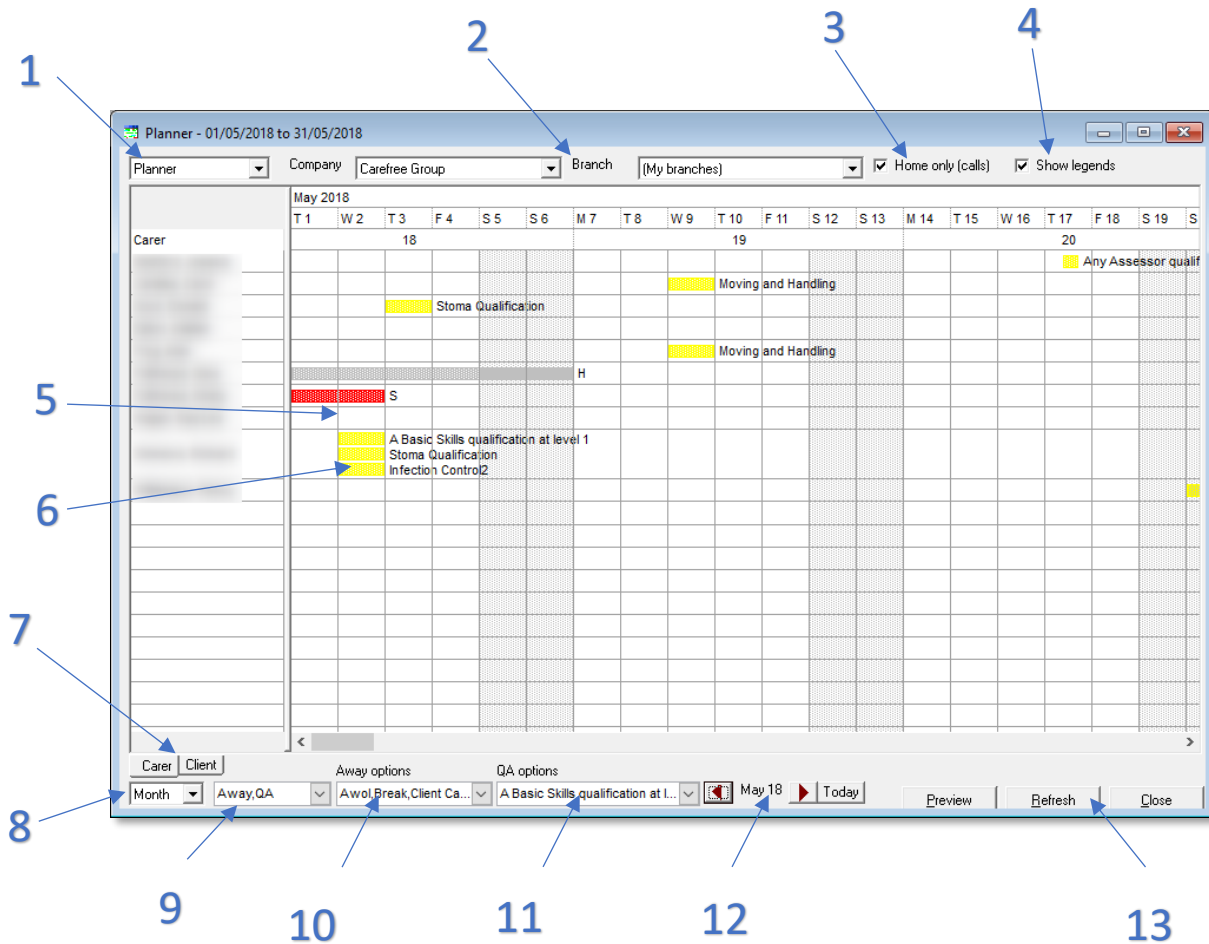 1
2
3
4
Planner - 01/05/2018 to 31/05/2018
Planner Company Carefree Group Branch (My branches) Home only (calls) Show legends
May 2018
T 1 W 2 T 3 F 4 S 5 S 6 M 7 T 8 W 9 T 10 F 11 S 12 S 13 M 14 T 15 W 16 T 17 F 18 S 19 S
Carer 18 19 20
Any Assessor qualif
Moving and Handling
Stoma Qualification
Moving and Handling
H
S
5
A Basic Skills qualification at level 1
Stoma Qualification
Infection Control2
6
7
Carer Client
Away options QA options
Month Away,QA Awol,Break,Client Ca... A Basic Skills qualification at l... May 18 Today Preview Refresh Close
8
9
10
11
12
13